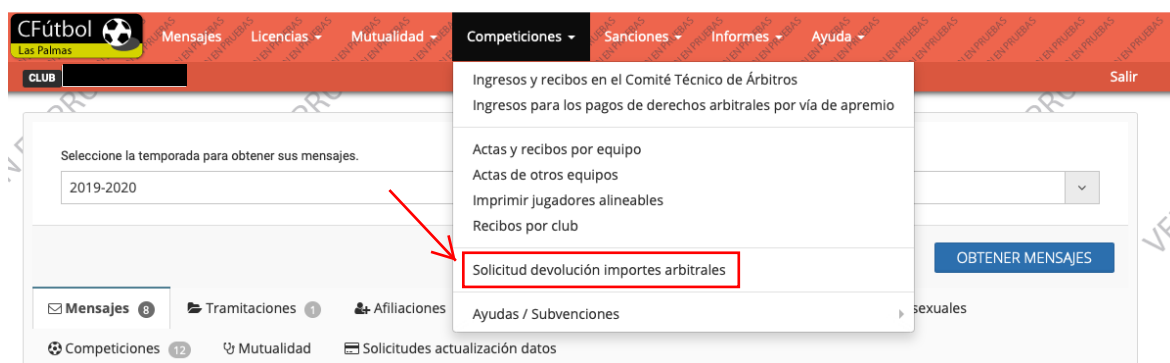 CFútbol
Las Palmas
Mensajes Licencias Mutualidad Competiciones Sanciones Informes Ayuda
CLUB
Salir
Ingresos y recibos en el Comité Técnico de Árbitros
Ingresos para los pagos de derechos arbitrales por vía de apremio
Seleccione la temporada para obtener sus mensajes.
2019-2020
Actas y recibos por equipo
Actas de otros equipos
Imprimir jugadores alineables
Recibos por club
Solicitud devolución importes arbitrales
OBTENER MENSAJES
Ayudas / Subvenciones
Mensajes 8 Tramitaciones 1 Afiliaciones sexuales
Competiciones 12 Mutualidad Solicitudes actualización datos